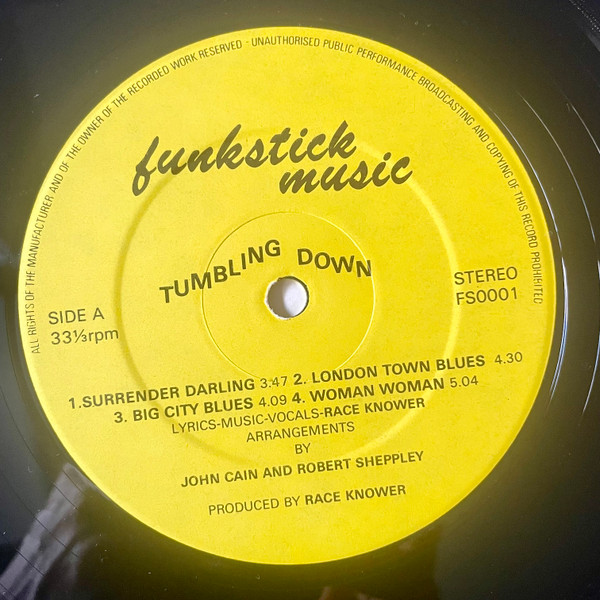 ALL RIGHTS OF THE MANUFACTURER AND OF THE OWNER OF THE RECORDED WORK RESERVED - UNAUTHORISED PUBLIC PERFORMANCE BROADCASTING AND COPYING OF THIS RECORD PROHIBITED
funkstick
music
TUMBLING DOWN
SIDE A
33⅓rpm
STEREO
FS0001
1.SURRENDER DARLING 3.47 2. LONDON TOWN BLUES 4.30
3. BIG CITY BLUES 4.09 4. WOMAN WOMAN 5.04
LYRICS-MUSIC-VOCALS-RACE KNOWER
ARRANGEMENTS
BY
JOHN CAIN AND ROBERT SHEPPLEY
PRODUCED BY RACE KNOWER